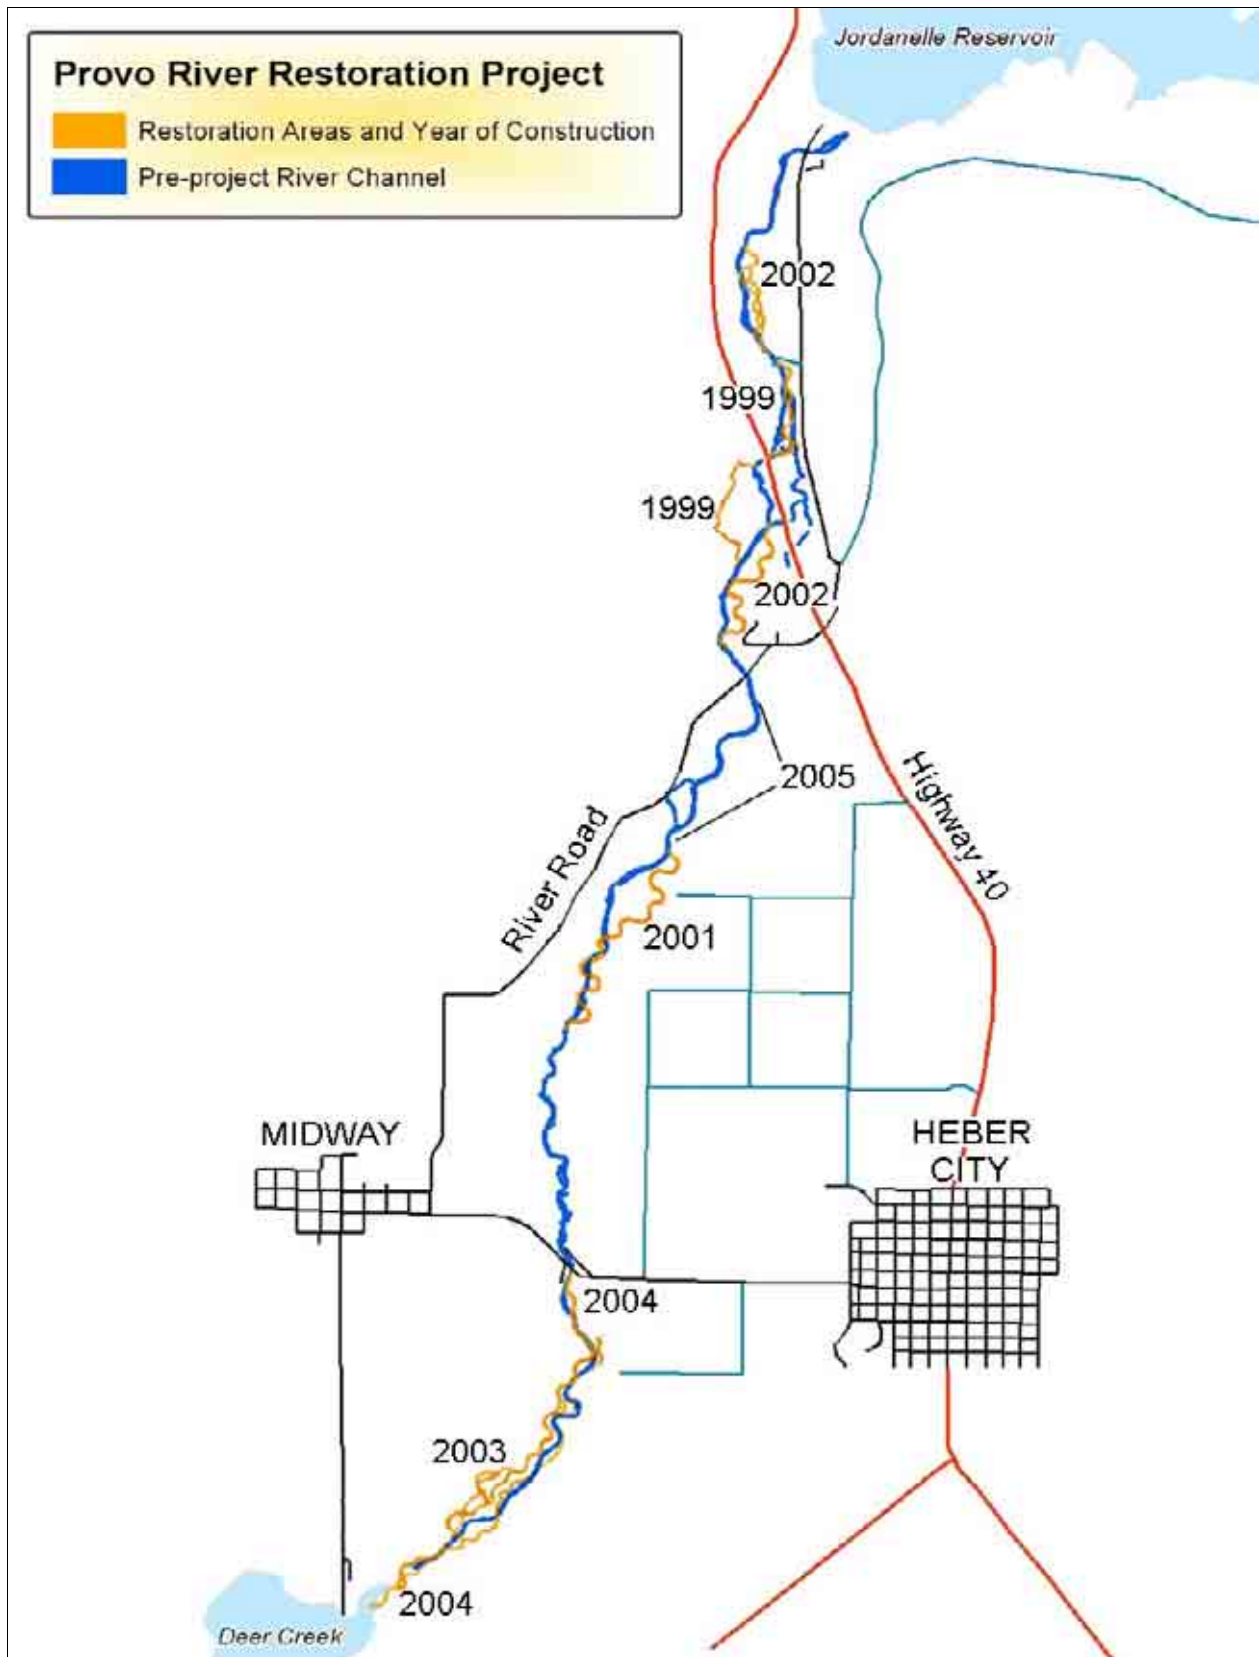 Jordanelle Reservoir
Provo River Restoration Project
Restoration Areas and Year of Construction
Pre-project River Channel
2002
1999
1999
2002
2005
Highway 40
River Road
2001
MIDWAY
HEBER
CITY
2004
2003
2004
Deer Creek